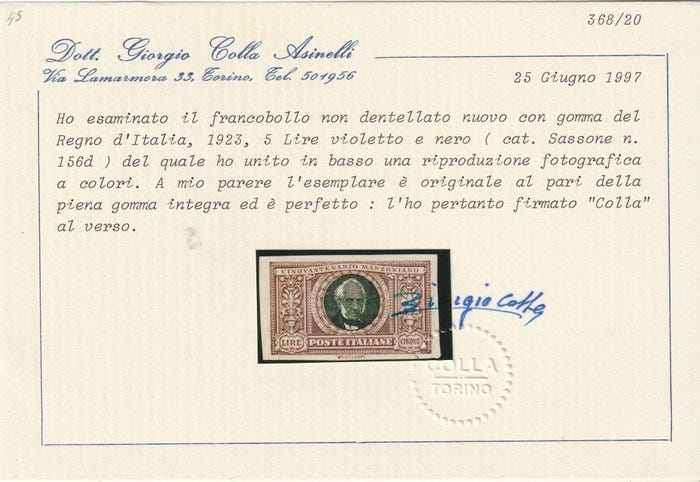 45
368/20
Dott. Giorgio Colla Asinelli
Via Lamarmora 33, Torino, Tel. 501956
25 Giugno 1997
Ho esaminato il francobollo non dentellato nuovo con gomma del
Regno d'Italia, 1923, 5 Lire violetto e nero ( cat. Sassone n.
156d ) del quale ho unito in basso una riproduzione fotografica
a colori. A mio parere l'esemplare è originale al pari della
piena gomma integra ed è perfetto : l'ho pertanto firmato "Colla"
al verso.
CINQVANTENARIO MANZONIANO
LIRE POSTE ITALIANE CINQUE
Giorgio Colla
COLLA
TORINO